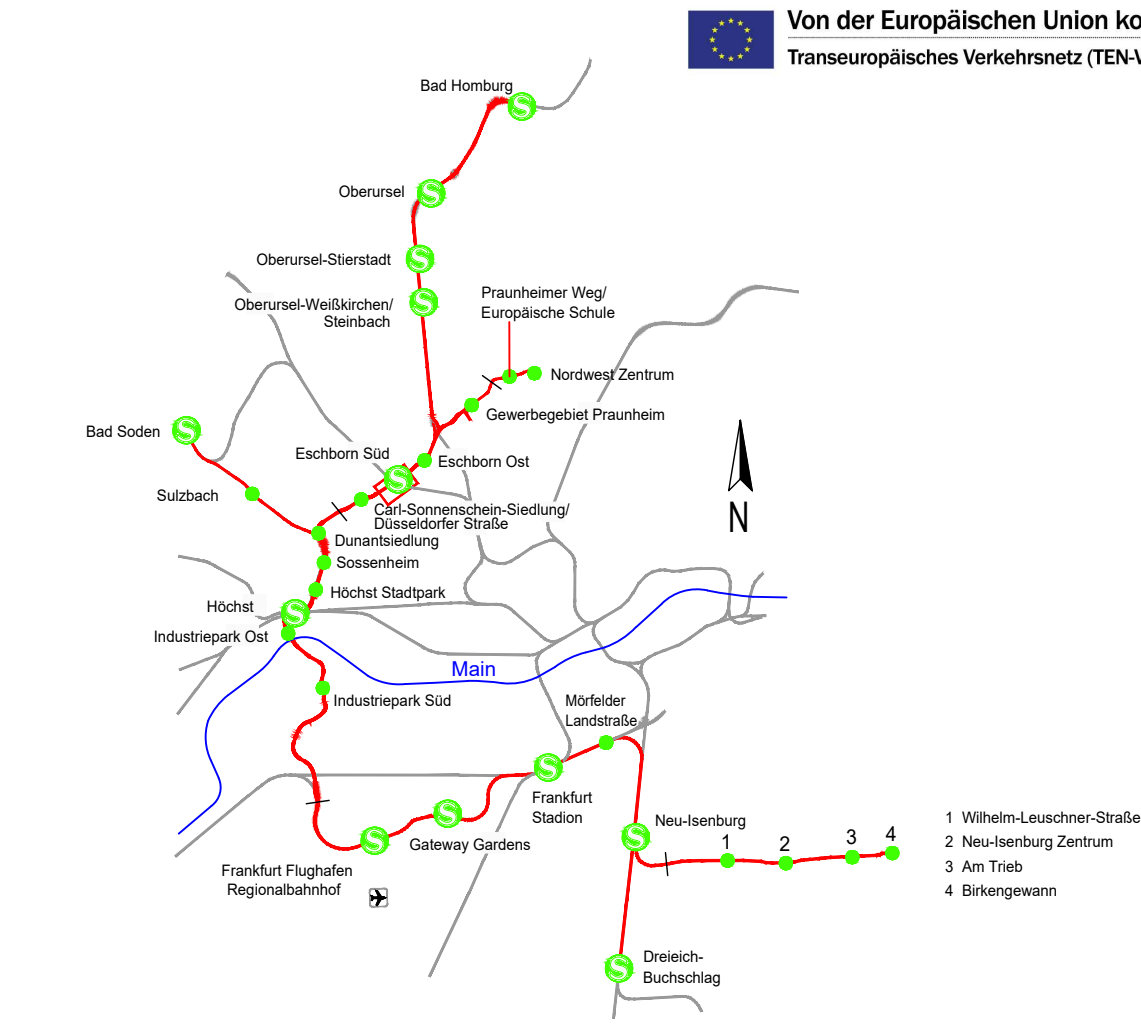 Von der Europäischen Union ko
Transeuropäisches Verkehrsnetz (TEN-V
Bad Homburg
Oberursel
Oberursel-Stierstadt
Oberursel-Weißkirchen/
Steinbach
Praunheimer Weg/
Europäische Schule
Nordwest Zentrum
Gewerbegebiet Praunheim
Bad Soden
Eschborn Süd
Eschborn Ost
Sulzbach
Carl-Sonnenschein-Siedlung/
Düsseldorfer Straße
N
Dunantsiedlung
Sossenheim
Höchst Stadtpark
Höchst
Industriepark Ost
Main
Industriepark Süd
Mörfelder
Landstraße
Frankfurt
Stadion
Neu-Isenburg
Gateway Gardens
Frankfurt Flughafen
Regionalbahnhof
1
2
3
4
1 Wilhelm-Leuschner-Straße
2 Neu-Isenburg Zentrum
3 Am Trieb
4 Birkengewann
Dreieich-
Buchschlag
S
S
S
S
S
S
S
S
S
S
S
S